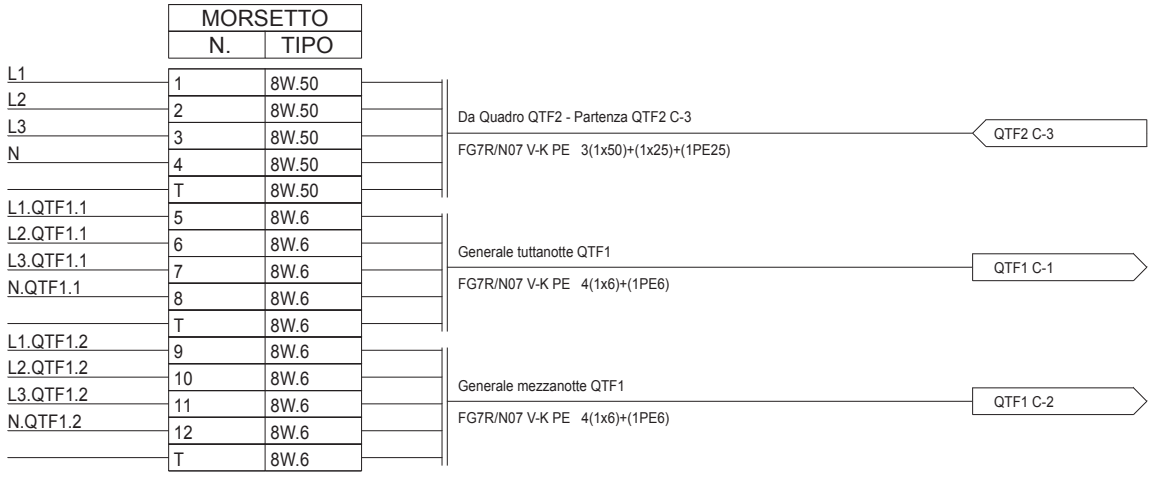 MORSETTO
N. TIPO
L1 1 8W.50
L2 2 8W.50
L3 3 8W.50
N 4 8W.50
T 8W.50
Da Quadro QTF2 - Partenza QTF2 C-3
FG7R/N07 V-K PE 3(1x50)+(1x25)+(1PE25)
QTF2 C-3
L1.QTF1.1 5 8W.6
L2.QTF1.1 6 8W.6
L3.QTF1.1 7 8W.6
N.QTF1.1 8 8W.6
T 8W.6
Generale tuttanotte QTF1
FG7R/N07 V-K PE 4(1x6)+(1PE6)
QTF1 C-1
L1.QTF1.2 9 8W.6
L2.QTF1.2 10 8W.6
L3.QTF1.2 11 8W.6
N.QTF1.2 12 8W.6
T 8W.6
Generale mezzanotte QTF1
FG7R/N07 V-K PE 4(1x6)+(1PE6)
QTF1 C-2